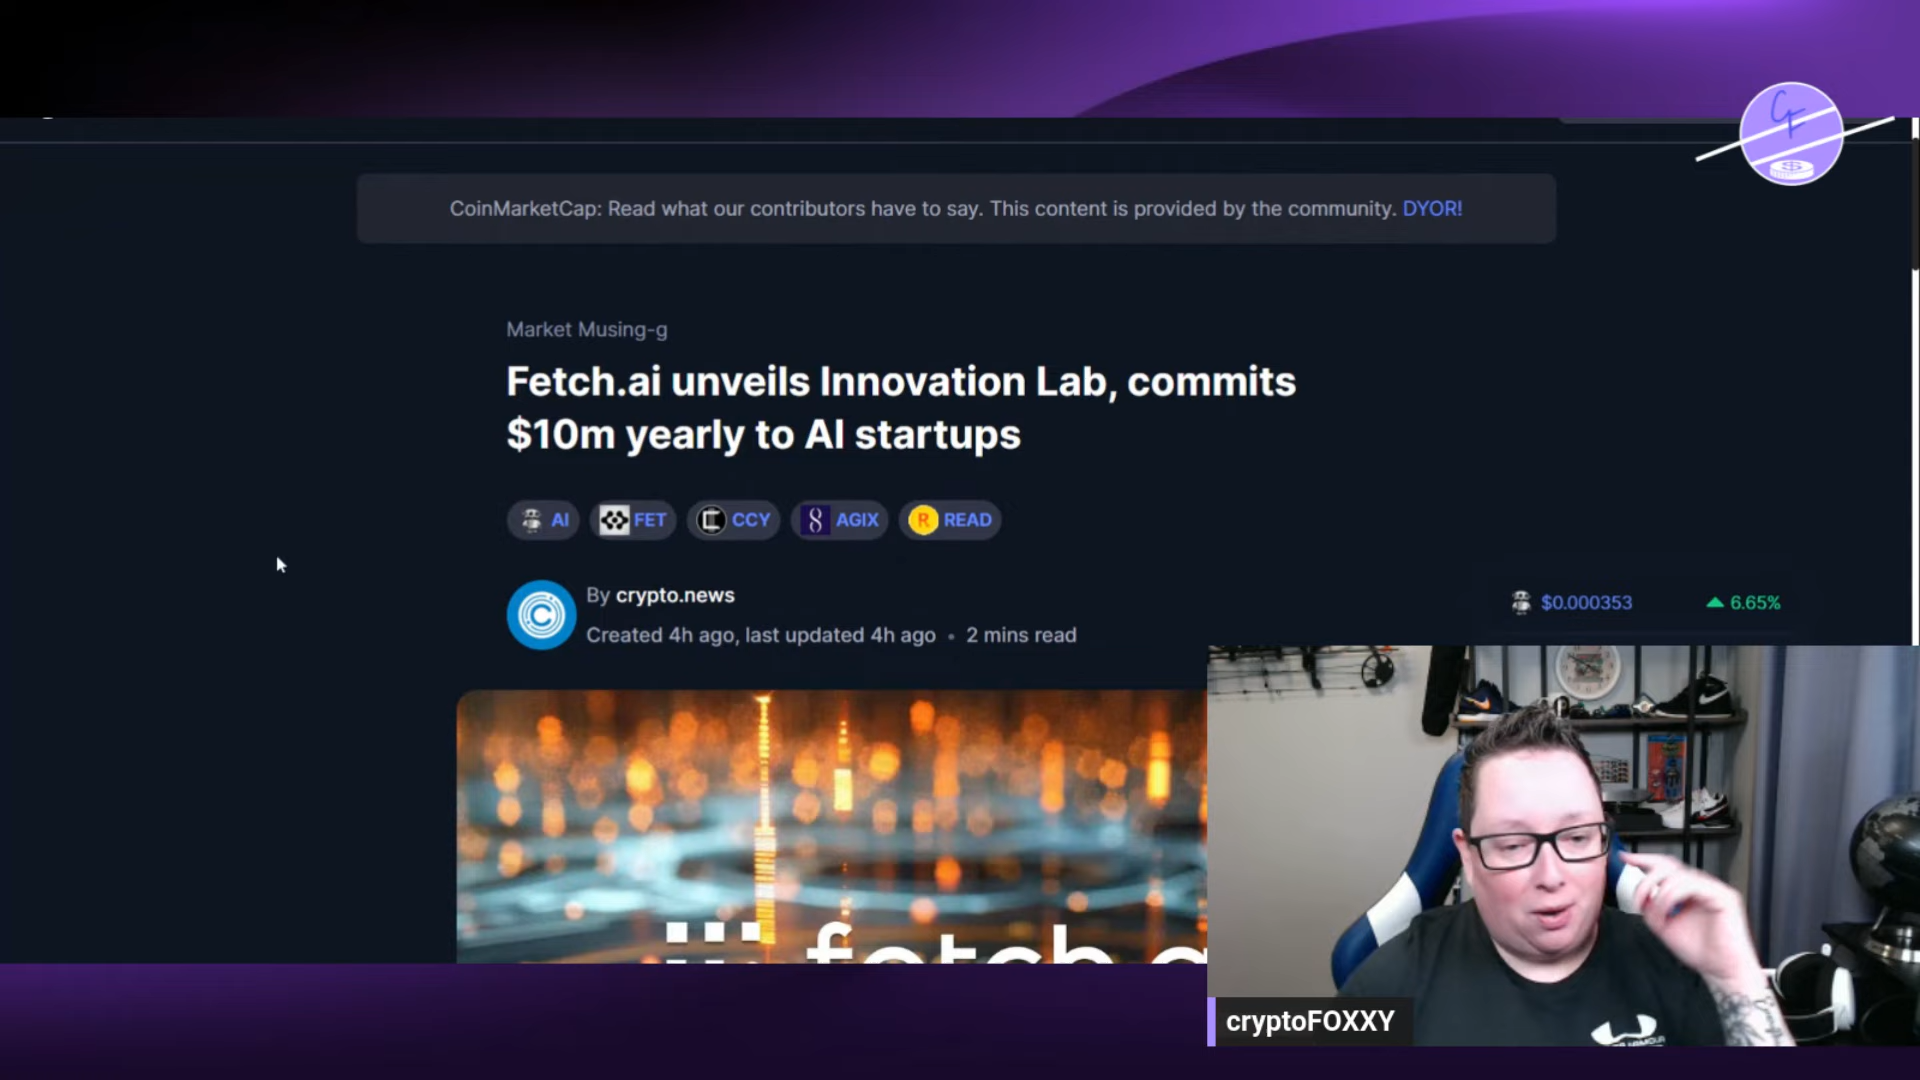 CoinMarketCap: Read what our contributors have to say. This content is provided by the community. DYOR!
Market Musing-g
Fetch.ai unveils Innovation Lab, commits
$10m yearly to AI startups
AI FET CCY AGIX R READ
By crypto.news
Created 4h ago, last updated 4h ago • 2 mins read
$0.000353 6.65%
fetch.a
cryptoFOXXY
CF